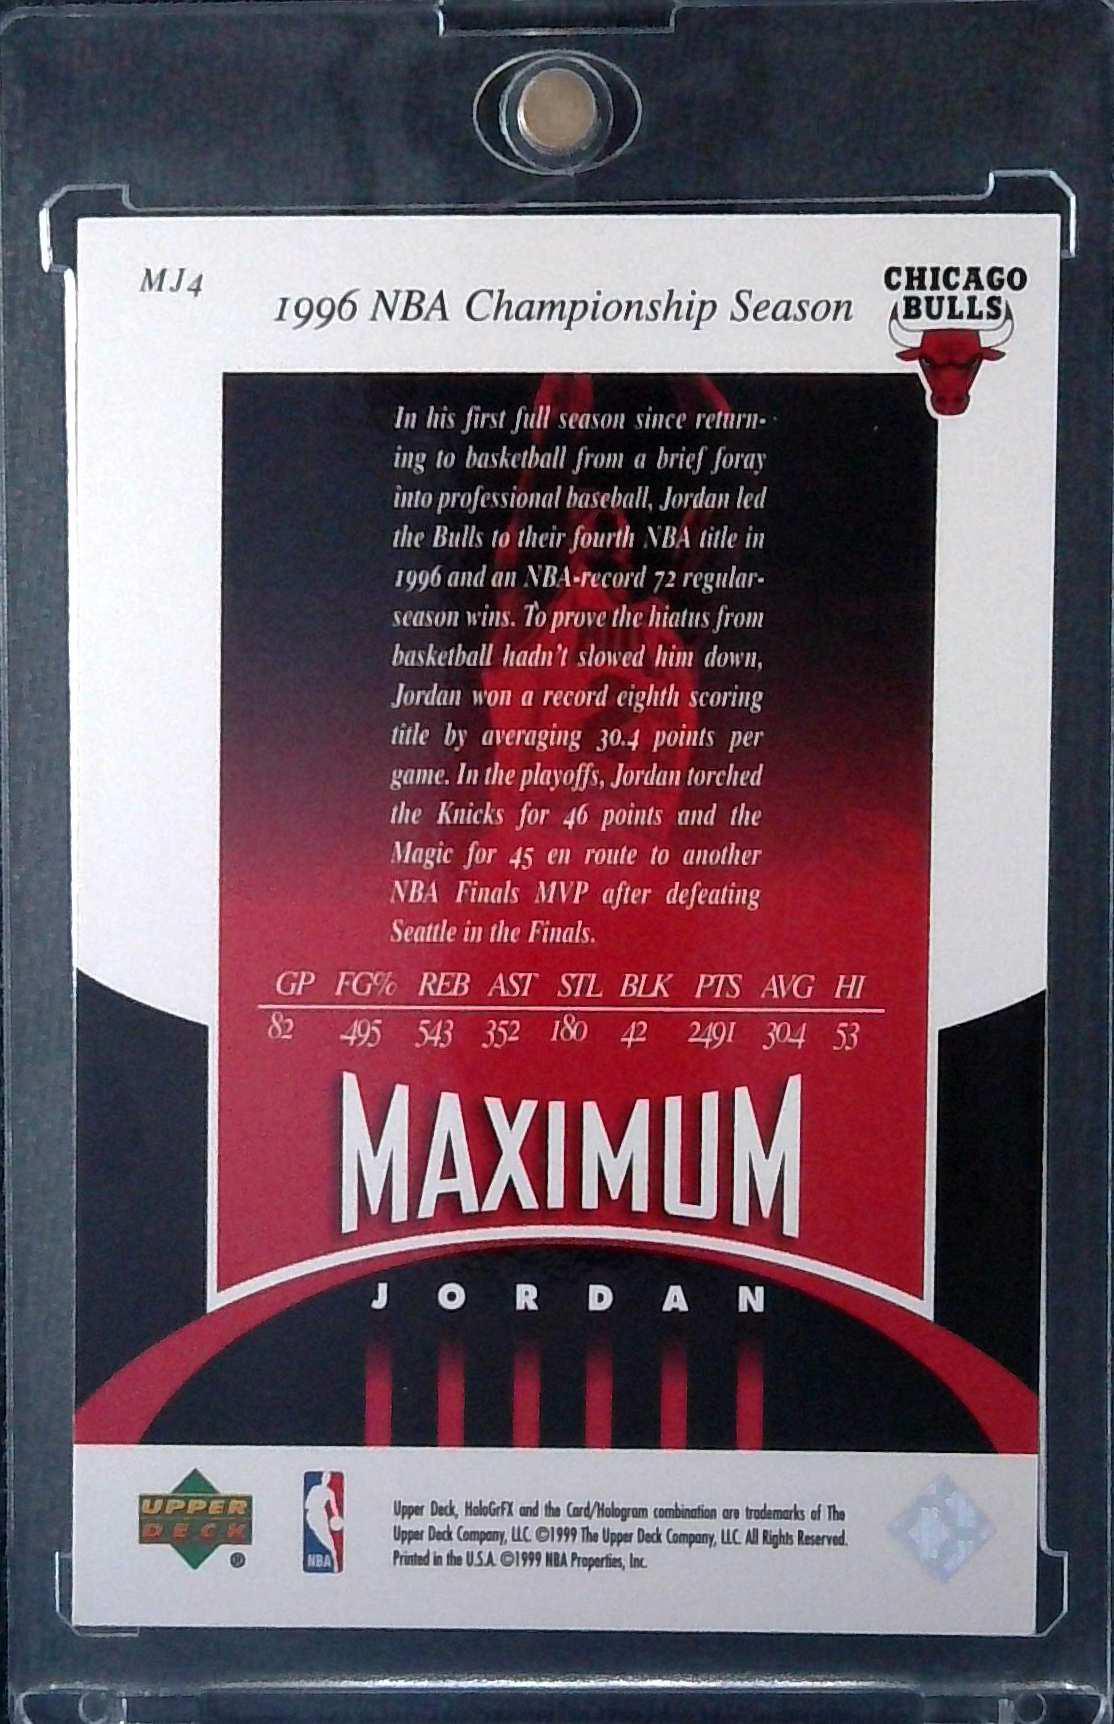 MJ4
1996 NBA Championship Season
CHICAGO
BULLS
In his first full season since return-
ing to basketball from a brief foray
into professional baseball, Jordan led
the Bulls to their fourth NBA title in
1996 and an NBA-record 72 regular-
season wins. To prove the hiatus from
basketball hadn't slowed him down,
Jordan won a record eighth scoring
title by averaging 30.4 points per
game. In the playoffs, Jordan torched
the Knicks for 46 points and the
Magic for 45 en route to another
NBA Finals MVP after defeating
Seattle in the Finals.
GP FG% REB AST STL BLK PTS AVG HI
82 .495 543 352 180 42 2491 30.4 53
MAXIMUM
JORDAN
UPPER
DECK
®
NBA
Upper Deck, HoloGrFX and the Card/Hologram combination are trademarks of The
Upper Deck Company, LLC. ©1999 The Upper Deck Company, LLC. All Rights Reserved.
Printed in the U.S.A. ©1999 NBA Properties, Inc.